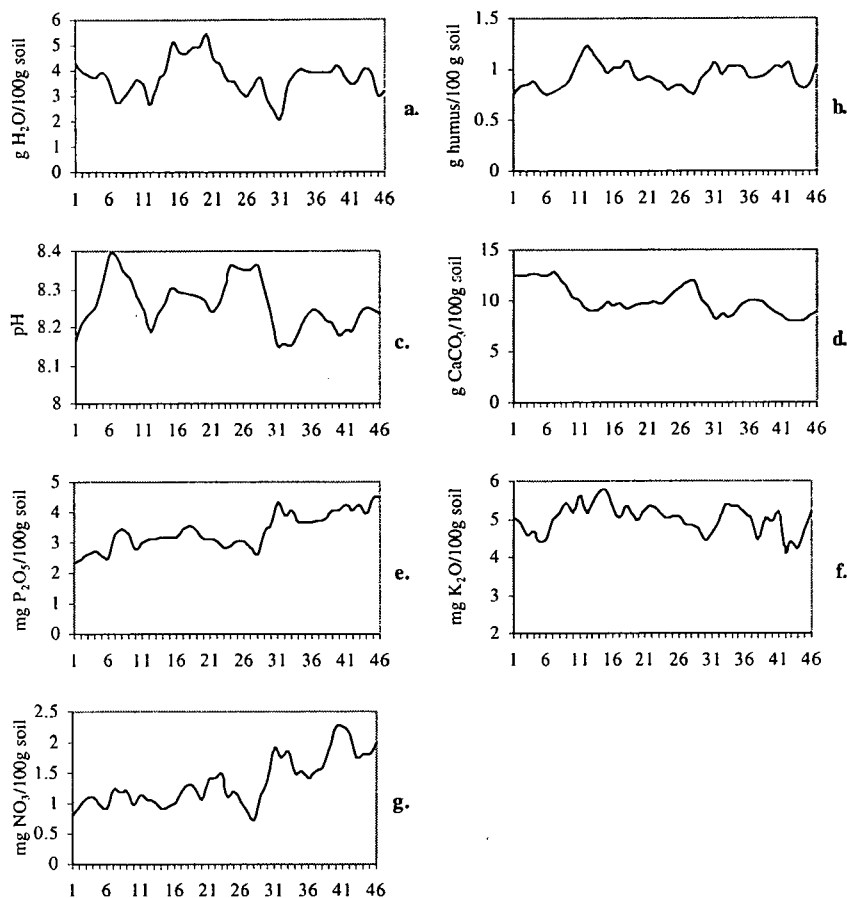 g H₂O/100g soil
6
5
4
3
2
1
0
1 6 11 16 21 26 31 36 41 46
a.
g humus/100 g soil
1.5
1
0.5
0
1 6 11 16 21 26 31 36 41 46
b.
pH
8.4
8.3
8.2
8.1
8
1 6 11 16 21 26 31 36 41 46
c.
g CaCO₃/100g soil
15
10
5
0
1 6 11 16 21 26 31 36 41 46
d.
mg P₂O₅/100g soil
5
4
3
2
1
0
1 6 11 16 21 26 31 36 41 46
e.
mg K₂O/100g soil
6
5
4
3
2
1 6 11 16 21 26 31 36 41 46
f.
mg NO₃/100g soil
2.5
2
1.5
1
0.5
0
1 6 11 16 21 26 31 36 41 46
g.